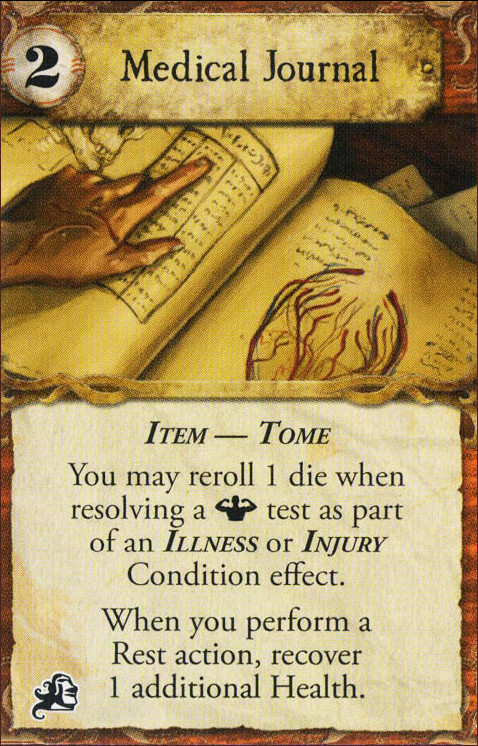 2
Medical Journal
ITEM — TOME
You may reroll 1 die when
resolving a test as part
of an ILLNESS or INJURY
Condition effect.
When you perform a
Rest action, recover
1 additional Health.